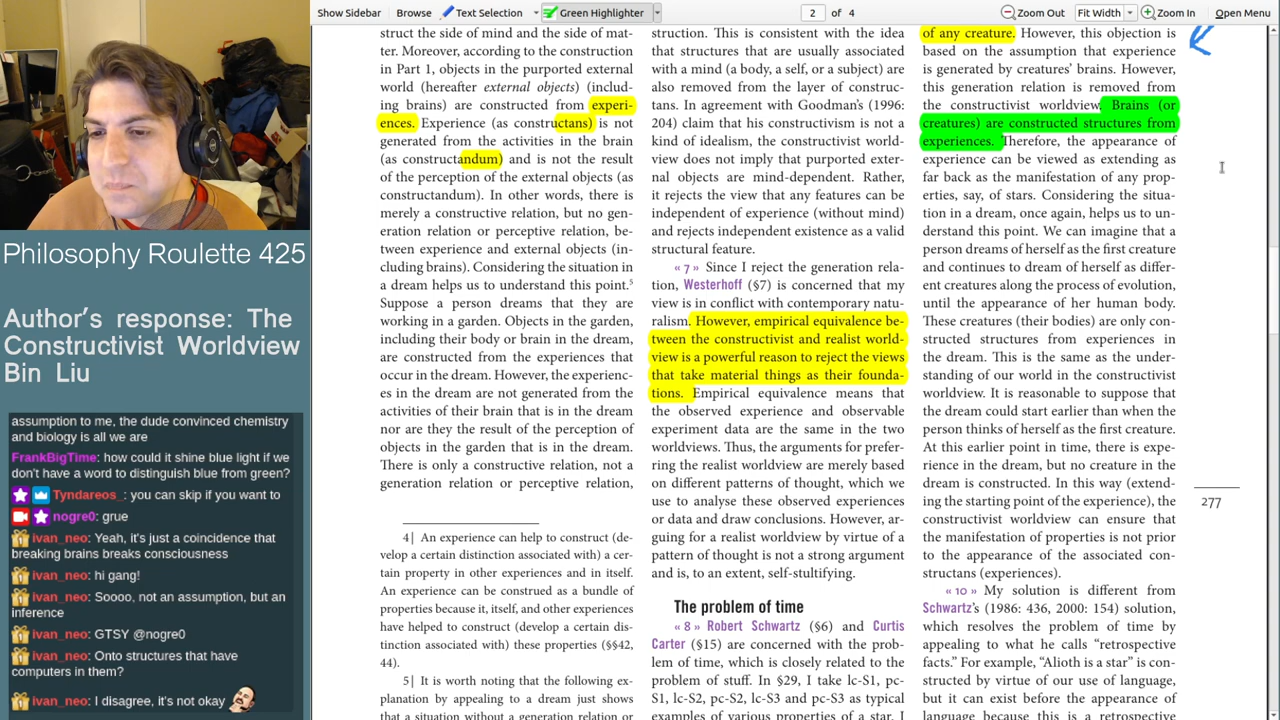 Show Sidebar Browse Text Selection Green Highlighter 2 of 4 Zoom Out Fit Width Zoom In Open Menu
struct the side of mind and the side of mat-
ter. Moreover, according to the construction
in Part 1, objects in the purported external
world (hereafter external objects) (includ-
ing brains) are constructed from experi-
ences. Experience (as constructans) is not
generated from the activities in the brain
(as constructandum) and is not the result
of the perception of the external objects (as
constructandum). In other words, there is
merely a constructive relation, but no gen-
eration relation or perceptive relation, be-
tween experience and external objects (in-
cluding brains). Considering the situation in
a dream helps us to understand this point.5
Suppose a person dreams that they are
working in a garden. Objects in the garden,
including their body or brain in the dream,
are constructed from the experiences that
occur in the dream. However, the experienc-
es in the dream are not generated from the
activities of their brain that is in the dream
nor are they the result of the perception of
objects in the garden that is in the dream.
There is only a constructive relation, not a
generation relation or perceptive relation,
4| An experience can help to construct (de-
velop a certain distinction associated with) a cer-
tain property in other experiences and in itself.
An experience can be construed as a bundle of
properties because it, itself, and other experiences
have helped to construct (develop a certain dis-
tinction associated with) these properties (§§42,
44).
5| It is worth noting that the following ex-
planation by appealing to a dream just shows
that a situation without a generation relation or
struction. This is consistent with the idea
that structures that are usually associated
with a mind (a body, a self, or a subject) are
also removed from the layer of construc-
tans. In agreement with Goodman's (1996:
204) claim that his constructivism is not a
kind of idealism, the constructivist world-
view does not imply that purported exter-
nal objects are mind-dependent. Rather,
it rejects the view that any features can be
independent of experience (without mind)
and rejects independent existence as a valid
structural feature.
« 7 » Since I reject the generation rela-
tion, Westerhoff (§7) is concerned that my
view is in conflict with contemporary natu-
ralism. However, empirical equivalence be-
tween the constructivist and realist world-
view is a powerful reason to reject the views
that take material things as their founda-
tions. Empirical equivalence means that
the observed experience and observable
experiment data are the same in the two
worldviews. Thus, the arguments for prefer-
ring the realist worldview are merely based
on different patterns of thought, which we
use to analyse these observed experiences
or data and draw conclusions. However, ar-
guing for a realist worldview by virtue of a
pattern of thought is not a strong argument
and is, to an extent, self-stultifying.
The problem of time
« 8 » Robert Schwartz (§6) and Curtis
Carter (§15) are concerned with the prob-
lem of time, which is closely related to the
problem of stuff. In §29, I take lc-S1, pc-
S1, lc-S2, pc-S2, lc-S3 and pc-S3 as typical
examples of various properties of a star. I
of any creature. However, this objection is
based on the assumption that experience
is generated by creatures' brains. However,
this generation relation is removed from
the constructivist worldview. Brains (or
creatures) are constructed structures from
experiences. Therefore, the appearance of
experience can be viewed as extending as
far back as the manifestation of any prop-
erties, say, of stars. Considering the situa-
tion in a dream, once again, helps us to un-
derstand this point. We can imagine that a
person dreams of herself as the first creature
and continues to dream of herself as differ-
ent creatures along the process of evolution,
until the appearance of her human body.
These creatures (their bodies) are only con-
structed structures from experiences in
the dream. This is the same as the under-
standing of our world in the constructivist
worldview. It is reasonable to suppose that
the dream could start earlier than when the
person thinks of herself as the first creature.
At this earlier point in time, there is expe-
rience in the dream, but no creature in the
dream is constructed. In this way (extend-
ing the starting point of the experience), the
constructivist worldview can ensure that
the manifestation of properties is not prior
to the appearance of the associated con-
structans (experiences).
« 10 » My solution is different from
Schwartz's (1986: 436, 2000: 154) solution,
which resolves the problem of time by
appealing to what he calls "retrospective
facts." For example, "Alioth is a star" is con-
structed by virtue of our use of language,
but it can exist before the appearance of
language because this is a retrospective
277
Philosophy Roulette 425
Author's response: The
Constructivist Worldview
Bin Liu
assumption to me, the dude convinced chemistry
and biology is all we are
FrankBigTime: how could it shine blue light if we
don't have a word to distinguish blue from green?
Tyndareos_: you can skip if you want to
nogre0: grue
ivan_neo: Yeah, it's just a coincidence that
breaking brains breaks consciousness
ivan_neo: hi gang!
ivan_neo: Soooo, not an assumption, but an
inference
ivan_neo: GTSY @nogre0
ivan_neo: Onto structures that have
computers in them?
ivan_neo: I disagree, it's not okay